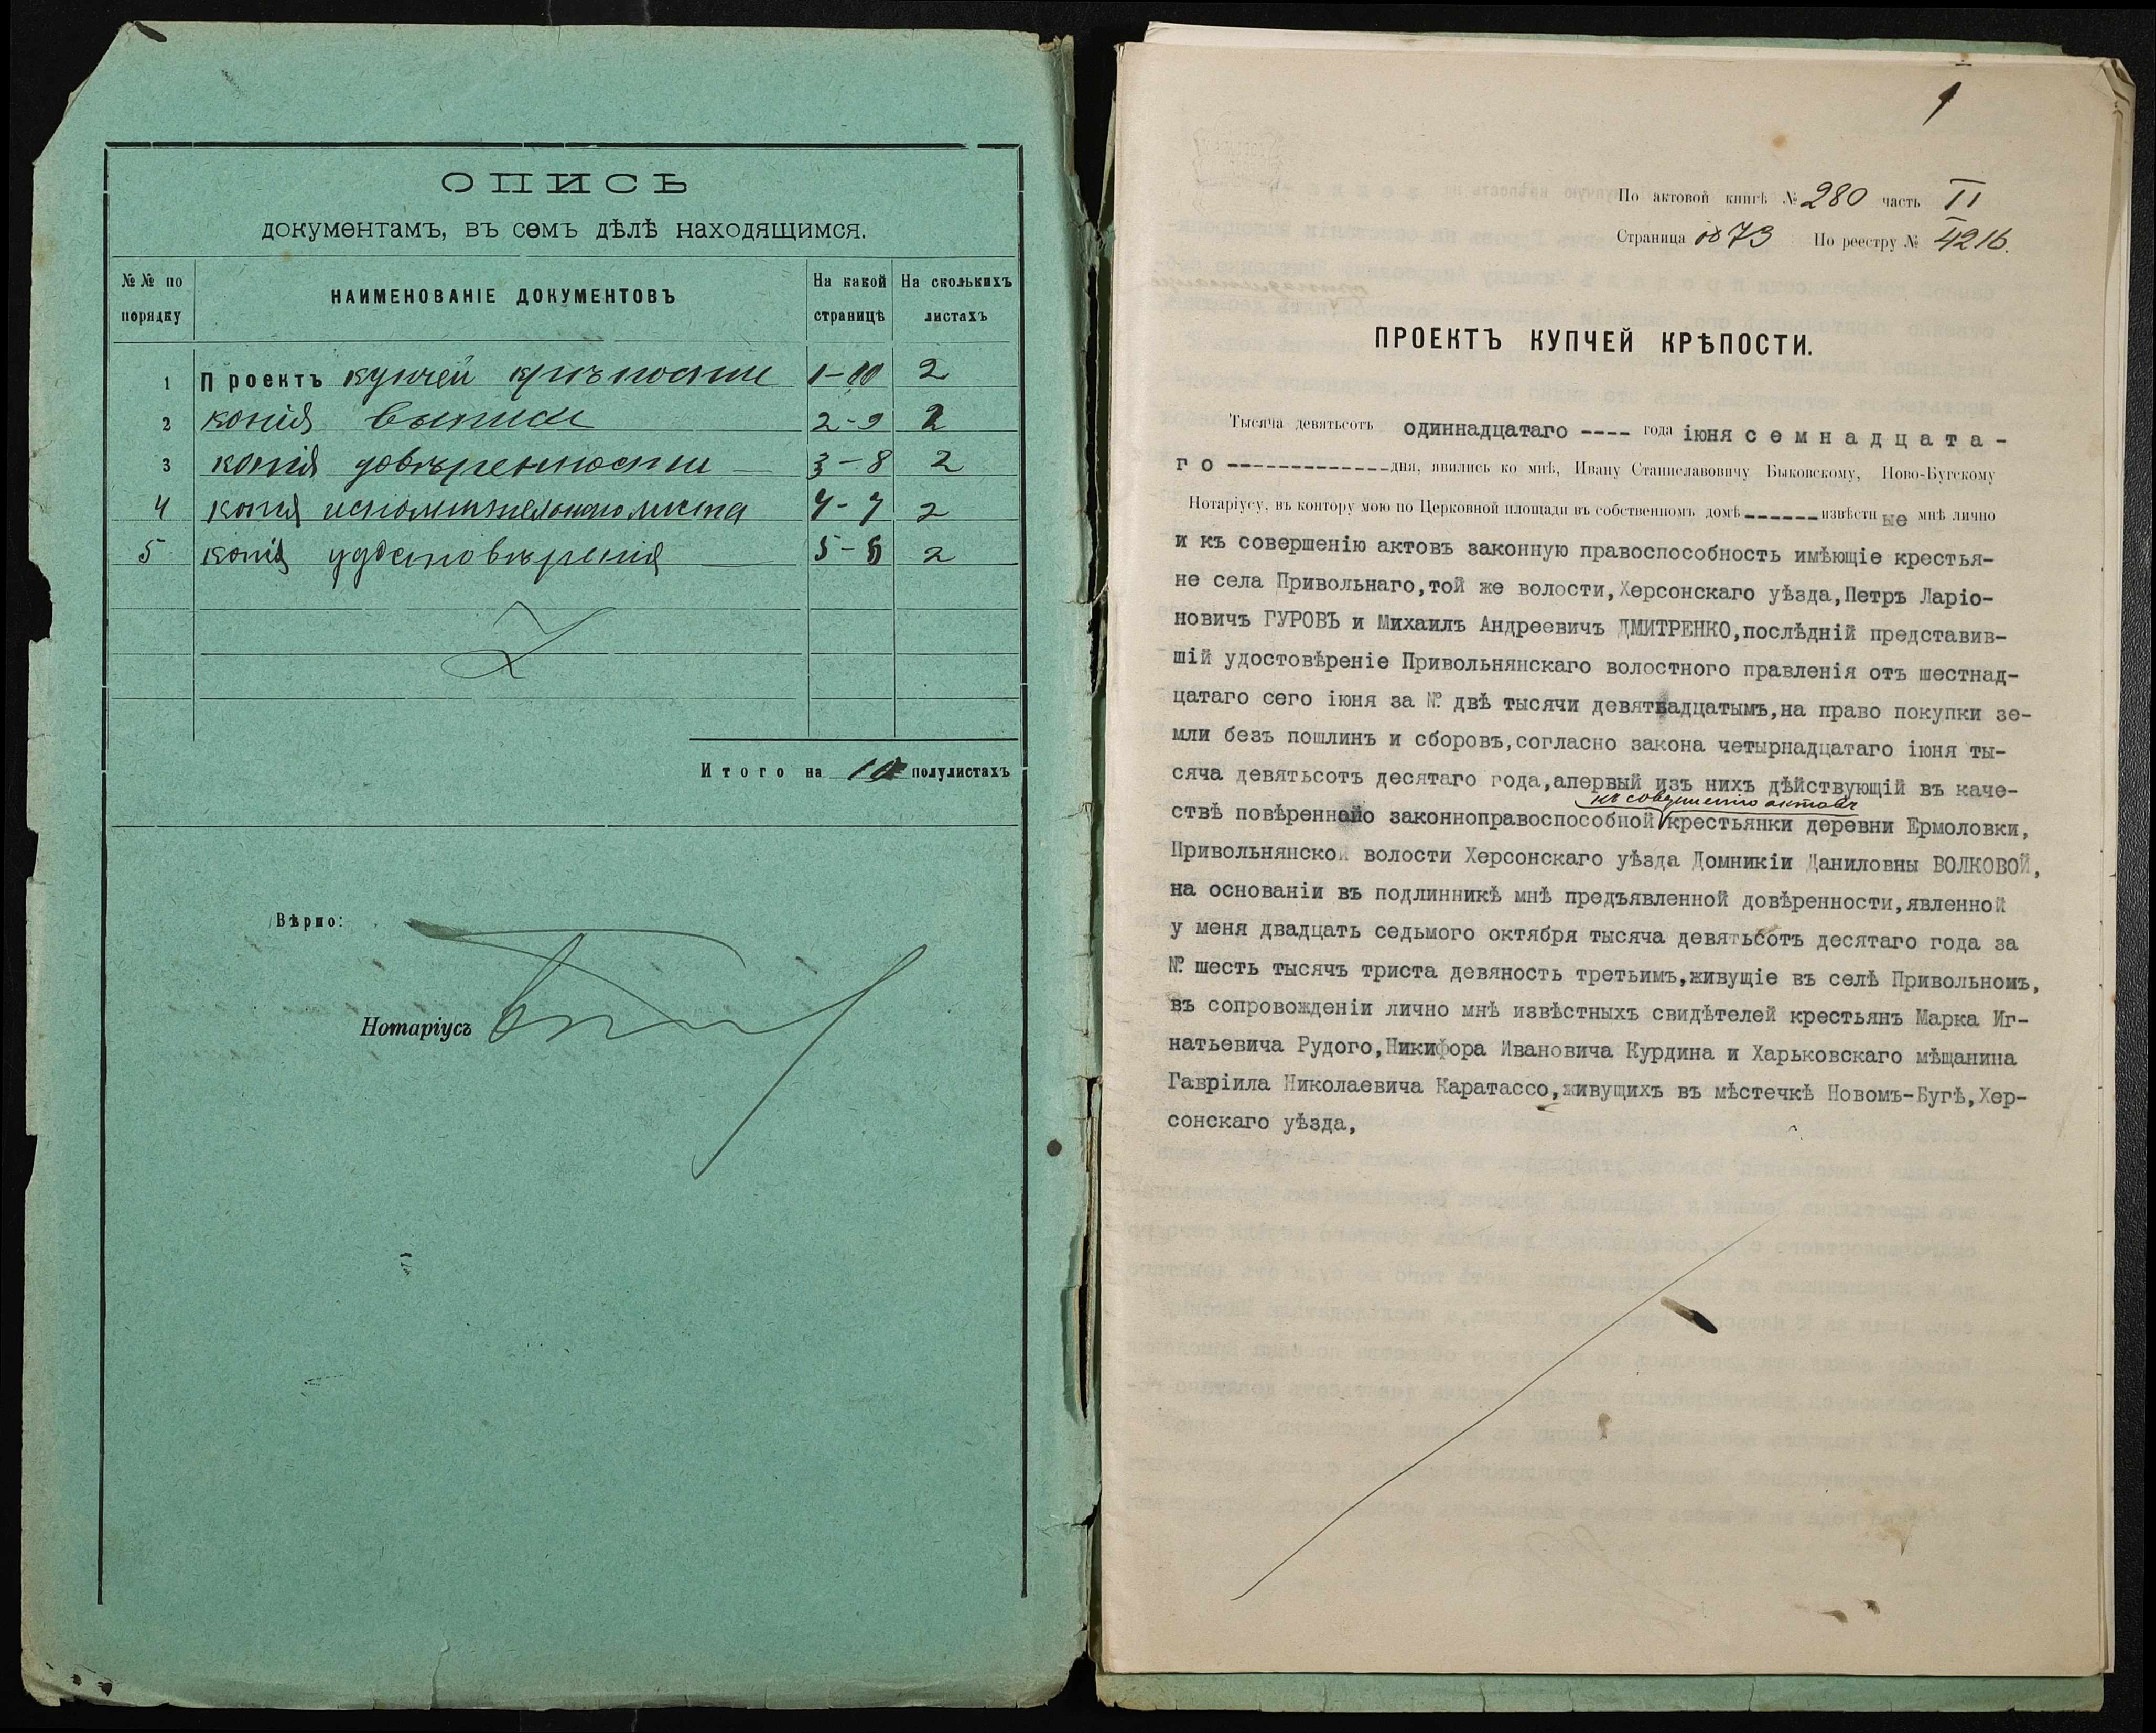 ОПИСЬ
документамъ, въ семъ дѣлѣ находящимся.
№№ по порядку
НАИМЕНОВАНІЕ ДОКУМЕНТОВЪ
На какой страницѣ
На сколькихъ листахъ
1 Проектъ купчей крѣпости 1-10 2
2 копія выписи 2-9 2
3 копія довѣренности — 3-8 2
4 копія исполнительнаго листа 4-7 2
5 копія удостовѣренія — 5-6 2
Итого на 10 полулистахъ
Вѣрно:
Нотаріусъ
1
По актовой книгѣ № 280 часть II
Страница 73 По реестру № 4216.
ПРОЕКТЪ КУПЧЕЙ КРѢПОСТИ.
Тысяча девятьсотъ одиннадцатаго ---- года іюня семнадцата-
го -------------дня, явились ко мнѣ, Ивану Станиславовичу Быковскому, Ново-Бугскому
Нотаріусу, въ контору мою по Церковной площади въ собственномъ домѣ------извѣстные мнѣ лично
и къ совершенію актовъ законную правоспособность имѣющіе крестья-
не села Привольнаго,той же волости,Херсонскаго уѣзда,Петръ Ларіо-
новичъ ГУРОВЪ и Михаилъ Андреевичъ ДМИТРЕНКО,послѣдній представив-
шій удостовѣреніе Привольнянскаго волостного правленія отъ шестнад-
цатаго сего іюня за № двѣ тысячи девятнадцатымъ,на право покупки зе-
мли безъ пошлинъ и сборовъ,согласно закона четырнадцатаго іюня ты-
сяча девятьсотъ десятаго года,апервый изъ нихъ дѣйствующій въ каче-
къ совершенію актовъ
ствѣ повѣреннаго законноправоспособной крестьянки деревни Ермоловки,
Привольнянской волости Херсонскаго уѣзда Домникіи Даниловны ВОЛКОВОЙ,
на основаніи въ подлинникѣ мнѣ предъявленной довѣренности,явленной
у меня двадцать седьмого октября тысяча девятьсотъ десятаго года за
№ шесть тысячъ триста девяность третьимъ,живущіе въ селѣ Привольномъ,
въ сопровожденіи лично мнѣ извѣстныхъ свидѣтелей крестьянъ Марка Иг-
натьевича Рудого,Никифора Ивановича Курдина и Харьковскаго мѣщанина
Гавріила Николаевича Каратассо,живущихъ въ мѣстечкѣ Новомъ-Бугѣ,Хер-
сонскаго уѣзда,